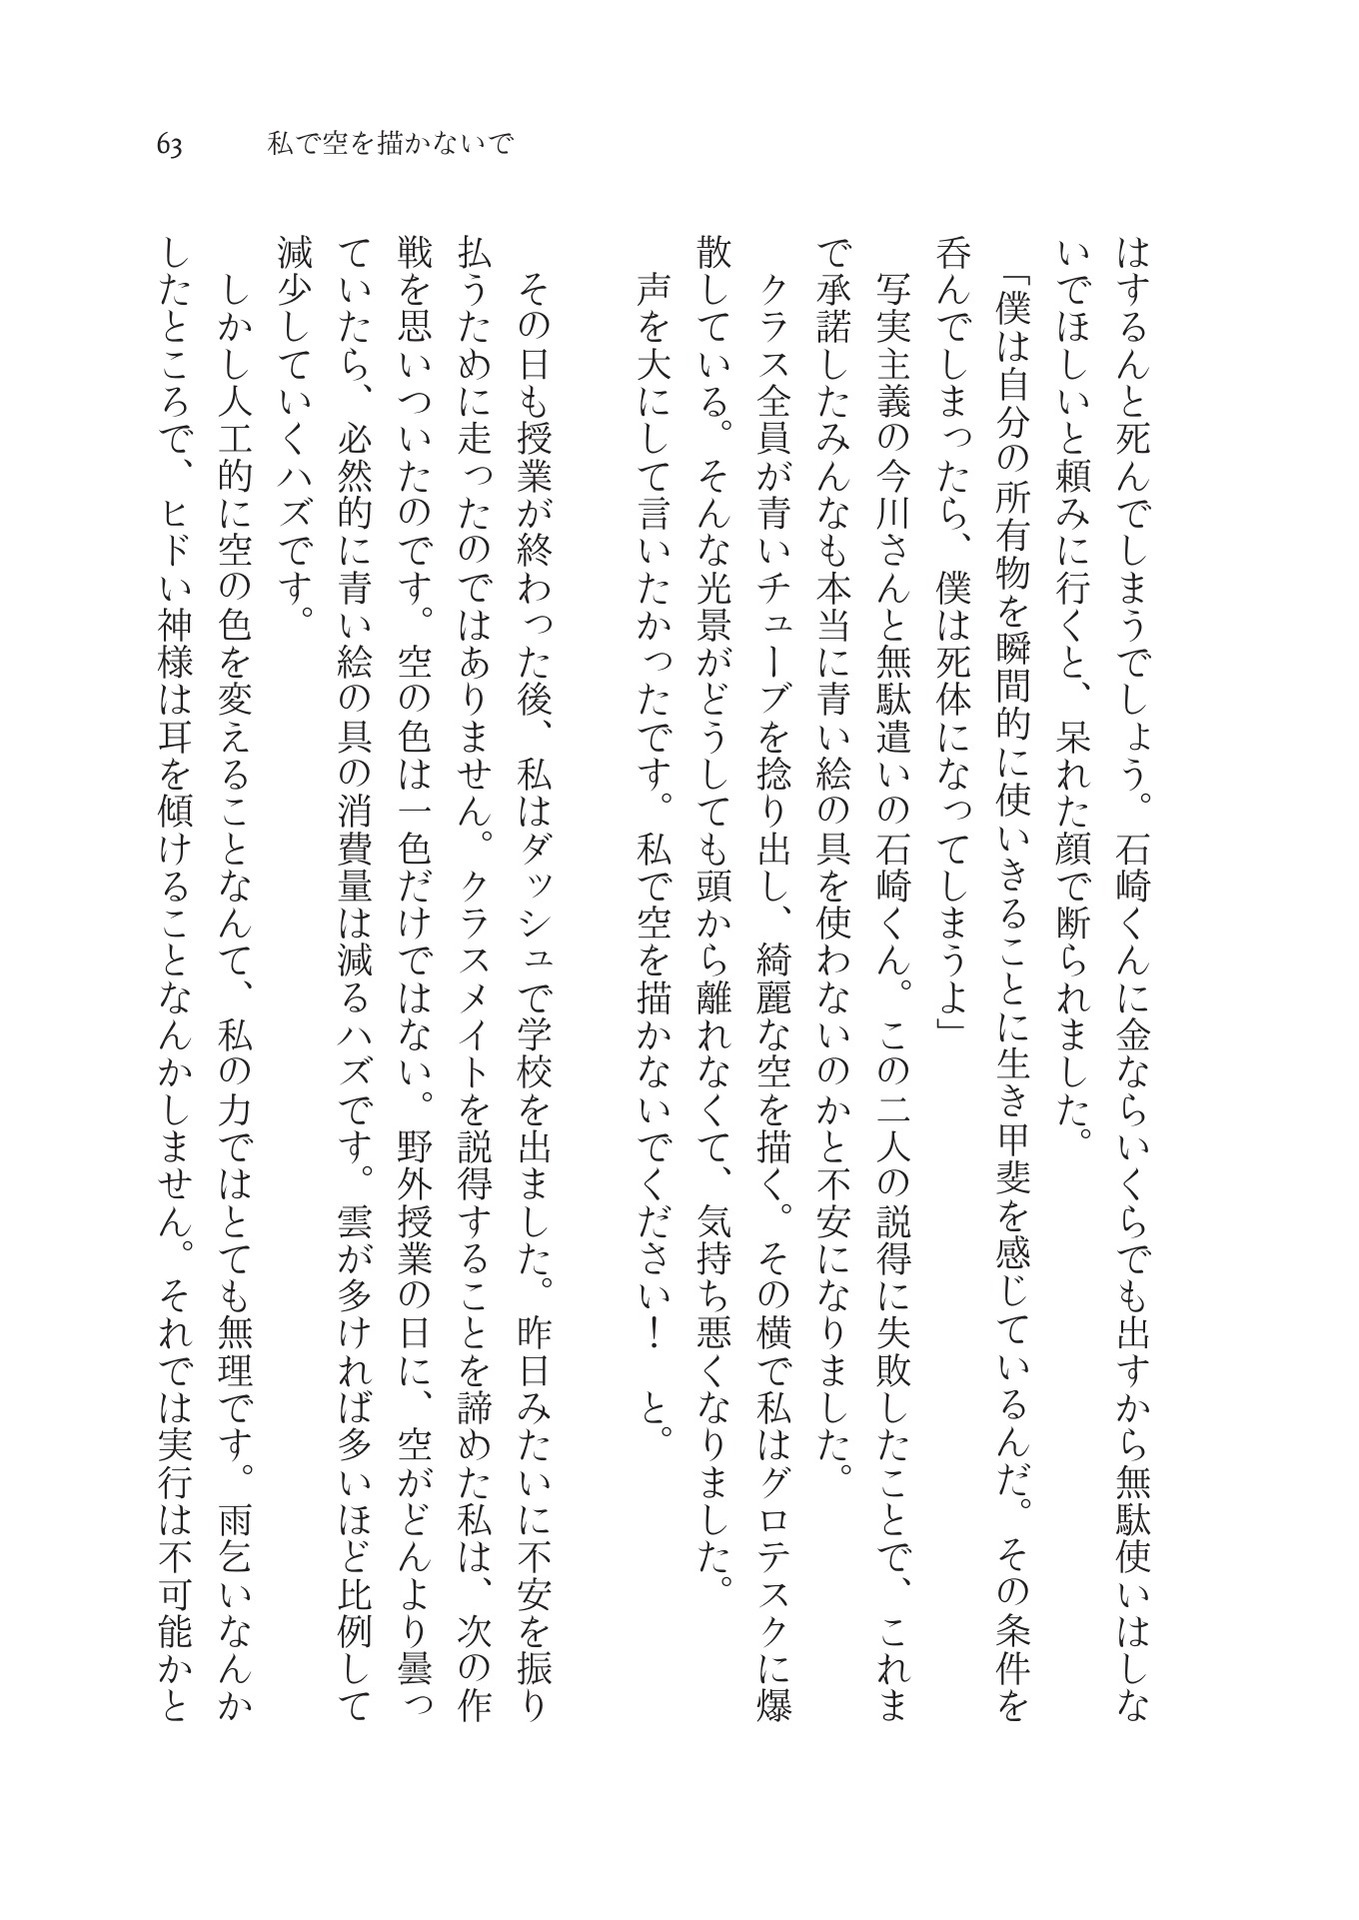 63　私で空を描かないで
はするんと死んでしまうでしょう。石崎くんに金ならいくらでも出すから無駄使いはしな
いでほしいと頼みに行くと、呆れた顔で断られました。
「僕は自分の所有物を瞬間的に使いきることに生き甲斐を感じているんだ。その条件を
呑んでしまったら、僕は死体になってしまうよ」
　写実主義の今川さんと無駄遣いの石崎くん。この二人の説得に失敗したことで、これま
で承諾したみんなも本当に青い絵の具を使わないのかと不安になりました。
　クラス全員が青いチューブを捻り出し、綺麗な空を描く。その横で私はグロテスクに爆
散している。そんな光景がどうしても頭から離れなくて、気持ち悪くなりました。
　声を大にして言いたかったです。私で空を描かないでください！　と。
　その日も授業が終わった後、私はダッシュで学校を出ました。昨日みたいに不安を振り
払うために走ったのではありません。クラスメイトを説得することを諦めた私は、次の作
戦を思いついたのです。空の色は一色だけではない。野外授業の日に、空がどんより曇っ
ていたら、必然的に青い絵の具の消費量は減るハズです。雲が多ければ多いほど比例して
減少していくハズです。
　しかし人工的に空の色を変えることなんて、私の力ではとても無理です。雨乞いなんか
したところで、ヒドい神様は耳を傾けることなんかしません。それでは実行は不可能かと